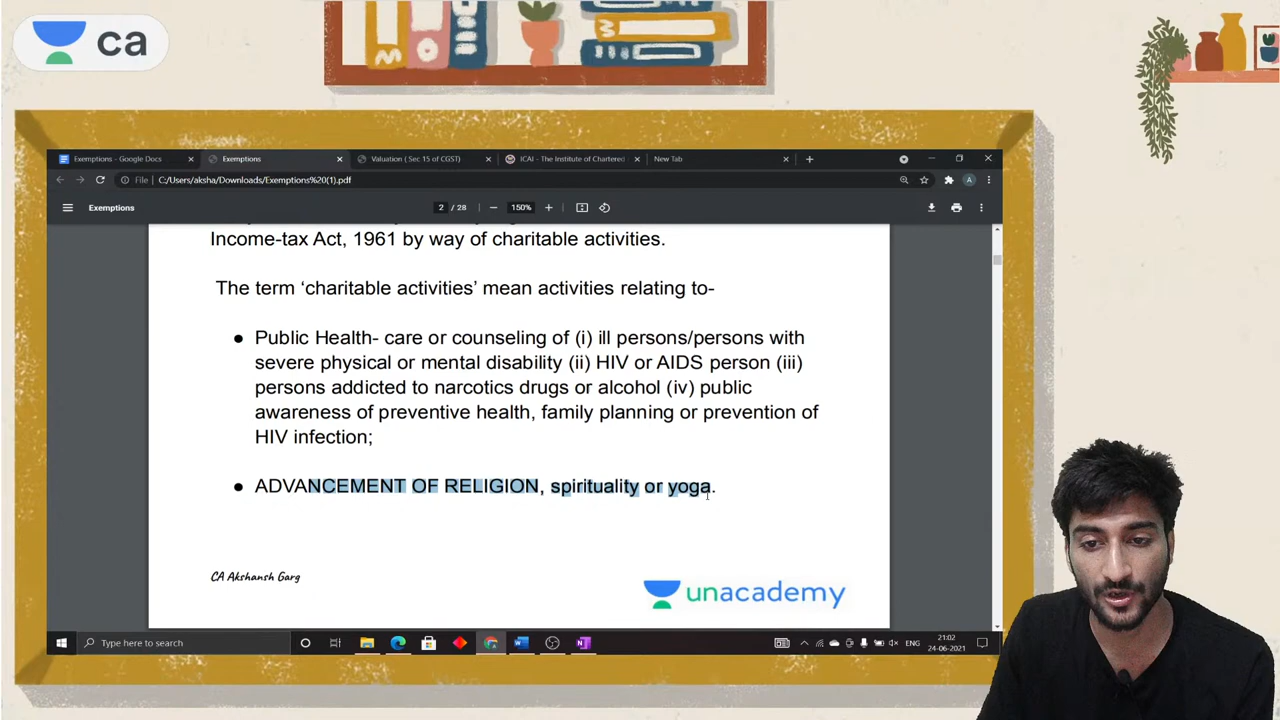 ca
Exemptions - Google Docs
Exemptions
Valuation ( Sec 15 of CGST)
ICAI - The Institute of Chartered
New Tab
File
C:/Users/aksha/Downloads/Exemptions%20(1).pdf
A
Exemptions
2 / 28
150%
Income-tax Act, 1961 by way of charitable activities.
The term ‘charitable activities’ mean activities relating to-
● Public Health- care or counseling of (i) ill persons/persons with
severe physical or mental disability (ii) HIV or AIDS person (iii)
persons addicted to narcotics drugs or alcohol (iv) public
awareness of preventive health, family planning or prevention of
HIV infection;
● ADVANCEMENT OF RELIGION, spirituality or yoga.
CA Akshansh Garg
unacademy
Type here to search
ENG
21:02
24-06-2021